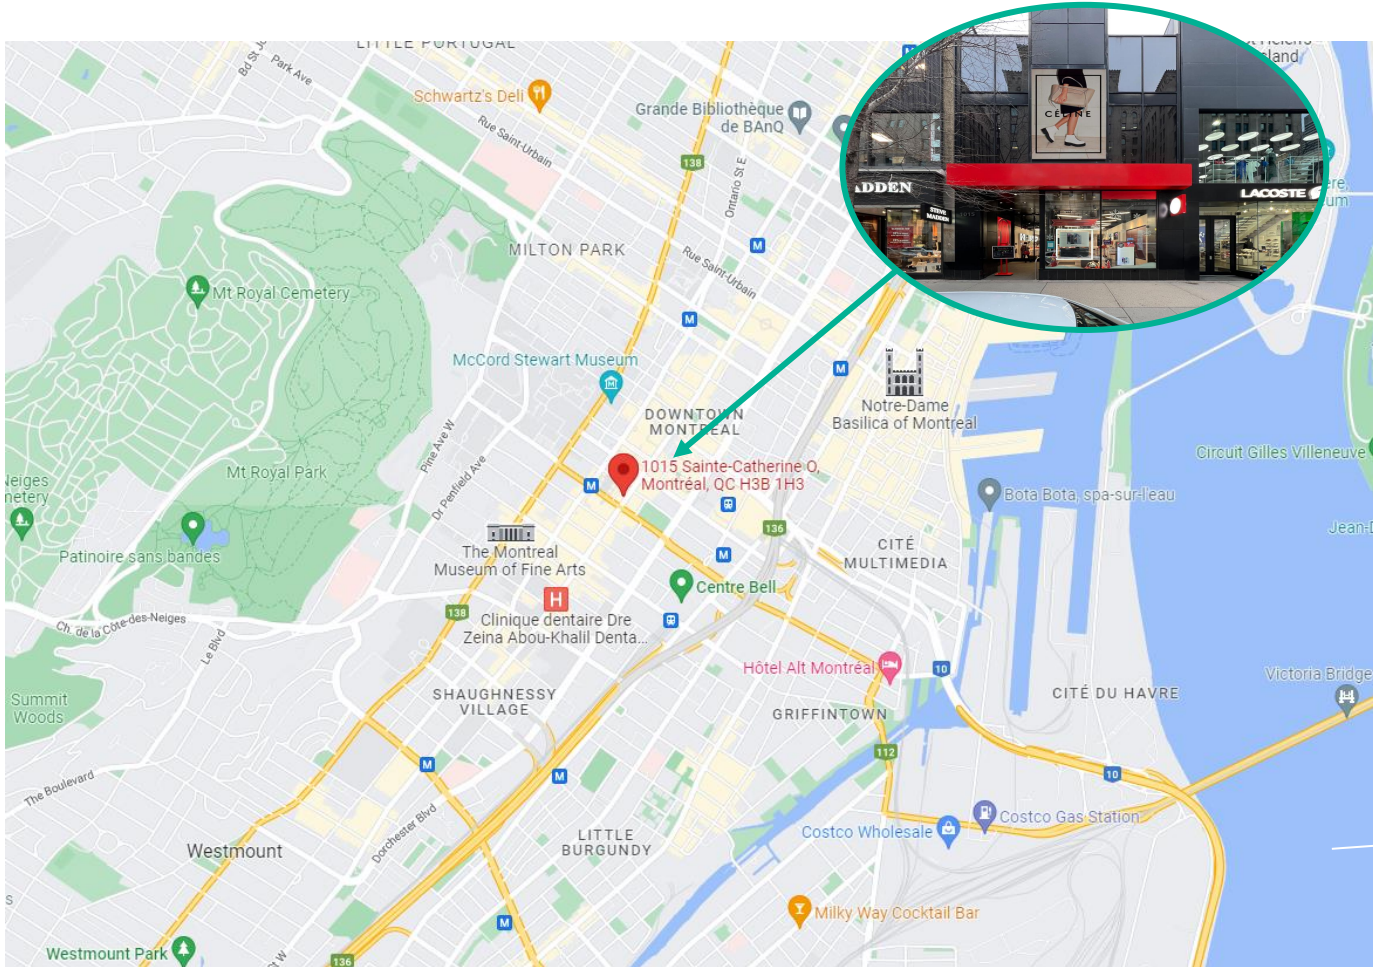 LITTLE PORTUGAL
Park Ave
Schwartz's Deli
Rue Saint-Urbain
Grande Bibliothèque
de BAnQ
138
Ontario St E
CÉLINE
STEVE
MADDEN
LACOSTE
MILTON PARK
M
Rue Saint-Urbain
Mt Royal Cemetery
M
McCord Stewart Museum
M
Notre-Dame
Basilica of Montreal
DOWNTOWN
MONTREAL
Pine Ave W
Dr Penfield Ave
Mt Royal Park
1015 Sainte-Catherine O,
Montréal, QC H3B 1H3
M
Circuit Gilles Villeneuve
Bota Bota, spa-sur-l'eau
136
Patinoire sans bandes
The Montreal
Museum of Fine Arts
M
CITÉ
MULTIMEDIA
Centre Bell
H
Clinique dentaire Dre
Zeina Abou-Khalil Denta...
138
Ch. de la Côte-des-Neiges
Le Blvd
Hôtel Alt Montréal
10
Victoria Bridge
Summit
Woods
SHAUGHNESSY
VILLAGE
GRIFFINTOWN
CITÉ DU HAVRE
112
M
M
10
The Boulevard
Dorchester Blvd
Costco Gas Station
Costco Wholesale
LITTLE
BURGUNDY
Westmount
Milky Way Cocktail Bar
M
Westmount Park
136